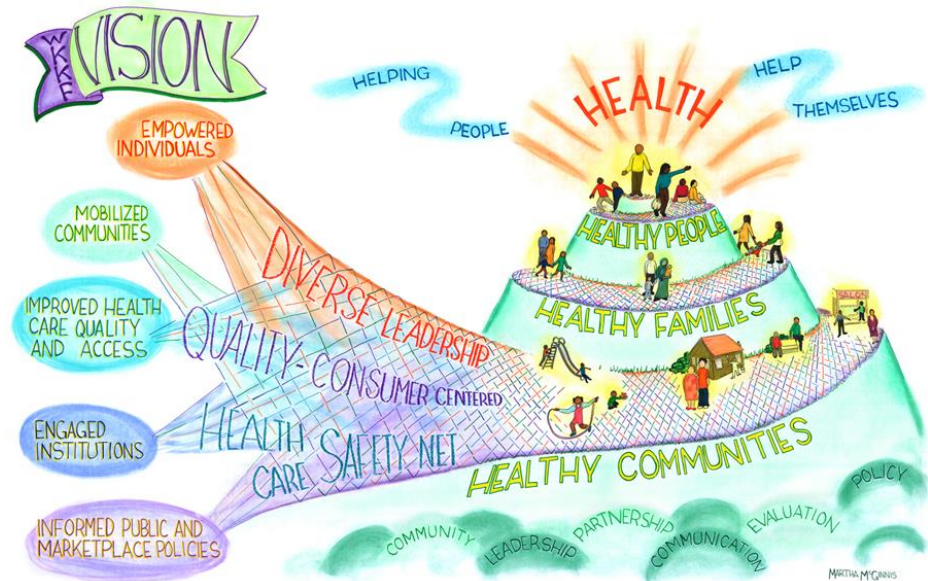 WKKF
VISION
HELPING
PEOPLE
HELP
THEMSELVES
HEALTH
EMPOWERED
INDIVIDUALS
MOBILIZED
COMMUNITIES
IMPROVED HEALTH
CARE QUALITY
AND ACCESS
ENGAGED
INSTITUTIONS
INFORMED PUBLIC AND
MARKETPLACE POLICIES
DIVERSE LEADERSHIP
QUALITY-CONSUMER CENTERED
HEALTH
CARE SAFETY NET
HEALTHY PEOPLE
HEALTHY FAMILIES
SALON
HEALTHY COMMUNITIES
COMMUNITY
LEADERSHIP
PARTNERSHIP
COMMUNICATION
EVALUATION
POLICY
MARTHA McGINNIS